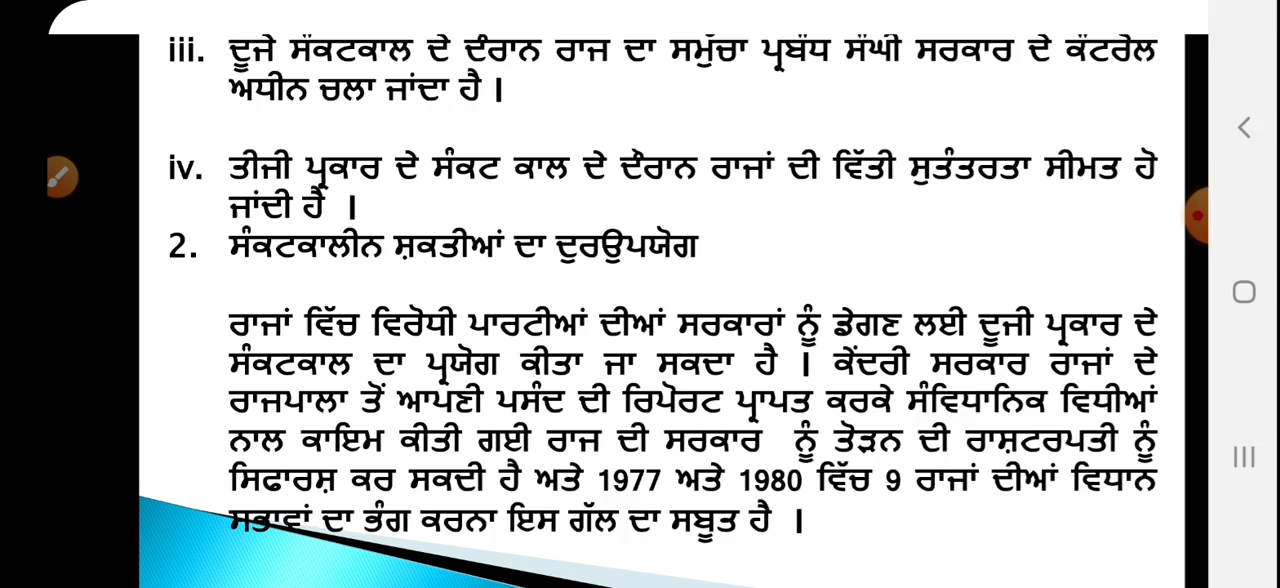 iii. ਦੂਜੇ ਸੰਕਟਕਾਲ ਦੇ ਦੌਰਾਨ ਰਾਜ ਦਾ ਸਮੁੱਚਾ ਪ੍ਰਬੰਧ ਸੰਘੀ ਸਰਕਾਰ ਦੇ ਕੰਟਰੋਲ
ਅਧੀਨ ਚਲਾ ਜਾਂਦਾ ਹੈ ।
iv. ਤੀਜੀ ਪ੍ਰਕਾਰ ਦੇ ਸੰਕਟ ਕਾਲ ਦੇ ਦੌਰਾਨ ਰਾਜਾਂ ਦੀ ਵਿੱਤੀ ਸੁਤੰਤਰਤਾ ਸੀਮਤ ਹੋ
ਜਾਂਦੀ ਹੈ ।
2. ਸੰਕਟਕਾਲੀਨ ਸ਼ਕਤੀਆਂ ਦਾ ਦੁਰਉਪਯੋਗ
ਰਾਜਾਂ ਵਿੱਚ ਵਿਰੋਧੀ ਪਾਰਟੀਆਂ ਦੀਆਂ ਸਰਕਾਰਾਂ ਨੂੰ ਡੇਗਣ ਲਈ ਦੂਜੀ ਪ੍ਰਕਾਰ ਦੇ
ਸੰਕਟਕਾਲ ਦਾ ਪ੍ਰਯੋਗ ਕੀਤਾ ਜਾ ਸਕਦਾ ਹੈ । ਕੇਂਦਰੀ ਸਰਕਾਰ ਰਾਜਾਂ ਦੇ
ਰਾਜਪਾਲਾ ਤੋਂ ਆਪਣੀ ਪਸੰਦ ਦੀ ਰਿਪੋਰਟ ਪ੍ਰਾਪਤ ਕਰਕੇ ਸੰਵਿਧਾਨਿਕ ਵਿਧੀਆਂ
ਨਾਲ ਕਾਇਮ ਕੀਤੀ ਗਈ ਰਾਜ ਦੀ ਸਰਕਾਰ ਨੂੰ ਤੋੜਨ ਦੀ ਰਾਸ਼ਟਰਪਤੀ ਨੂੰ
ਸਿਫਾਰਸ਼ ਕਰ ਸਕਦੀ ਹੈ ਅਤੇ 1977 ਅਤੇ 1980 ਵਿੱਚ 9 ਰਾਜਾਂ ਦੀਆਂ ਵਿਧਾਨ
ਸਭਾਵਾਂ ਦਾ ਭੰਗ ਕਰਨਾ ਇਸ ਗੱਲ ਦਾ ਸਬੂਤ ਹੈ ।